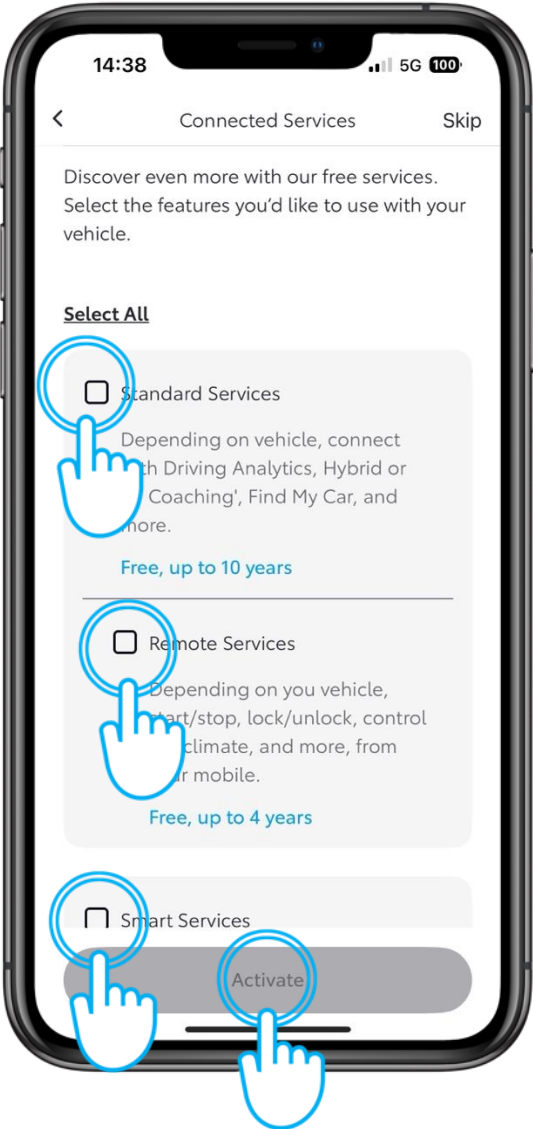 14:38
5G 100
Connected Services
Skip
Discover even more with our free services.
Select the features you'd like to use with your
vehicle.
Select All
Standard Services
Depending on vehicle, connect
Driving Analytics, Hybrid or
Coaching', Find My Car, and
more.
Free, up to 10 years
Remote Services
Depending on you vehicle,
start/stop, lock/unlock, control
climate, and more, from
mobile.
Free, up to 4 years
Smart Services
Activate